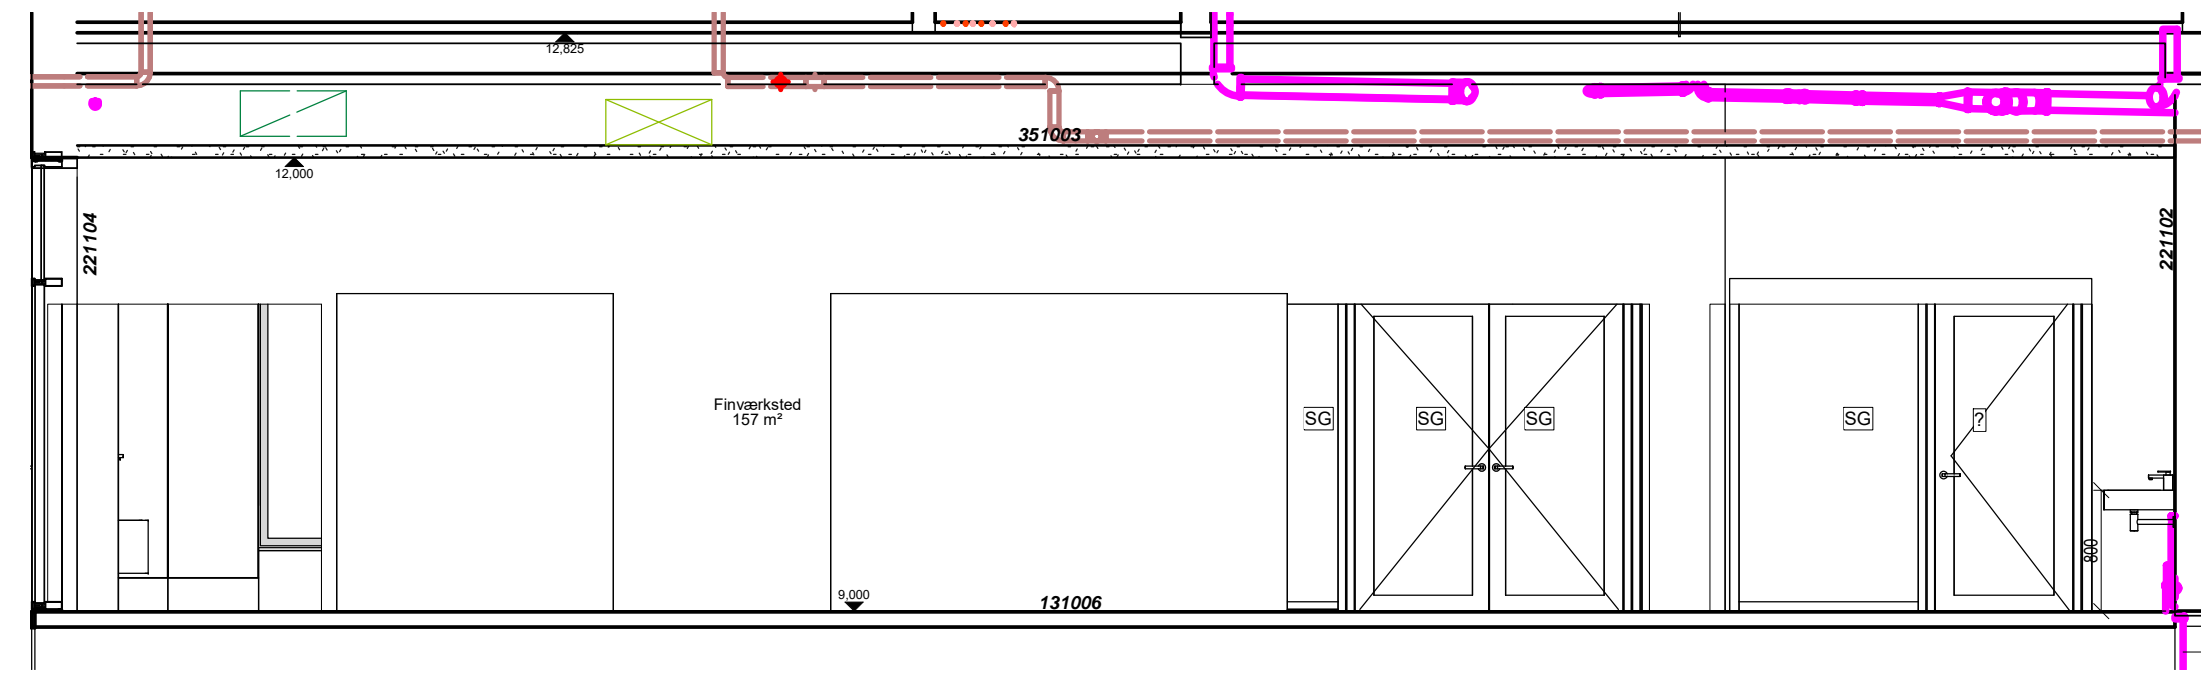 12,825
351003
12,000
221104
221102
Finværksted
157 m²
SG
SG
SG
SG
?
800
9,000
131006